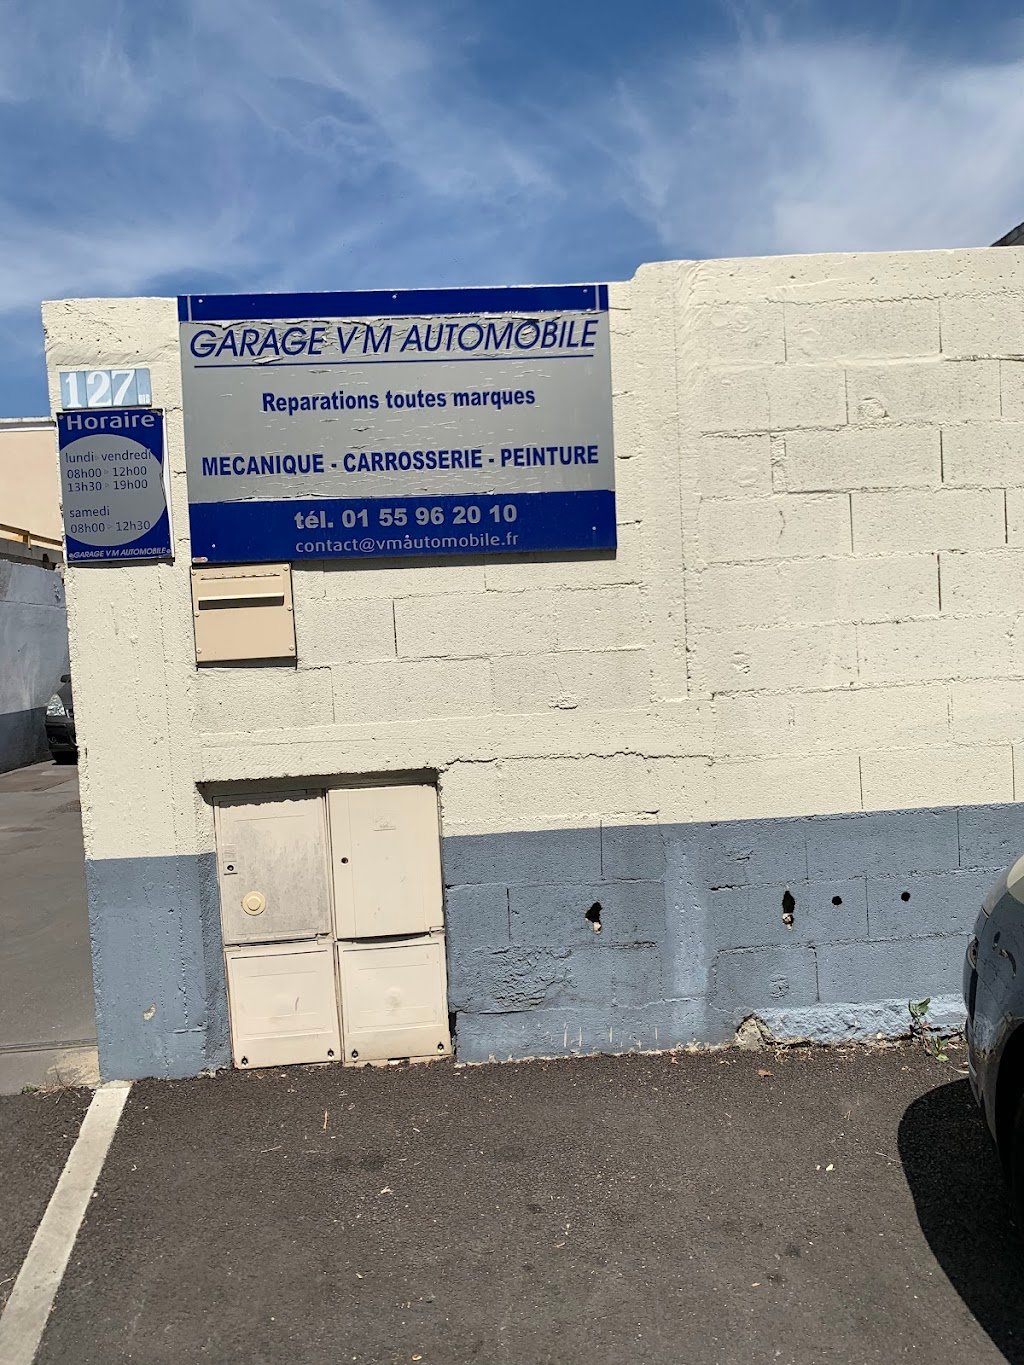 GARAGE V M AUTOMOBILE
Reparations toutes marques
MECANIQUE - CARROSSERIE - PEINTURE
tél. 01 55 96 20 10
contact@vmautomobile.fr
127
Horaire
lundi vendredi
08h00 12h00
13h30 19h00
samedi
08h00 12h30
GARAGE V M AUTOMOBILE